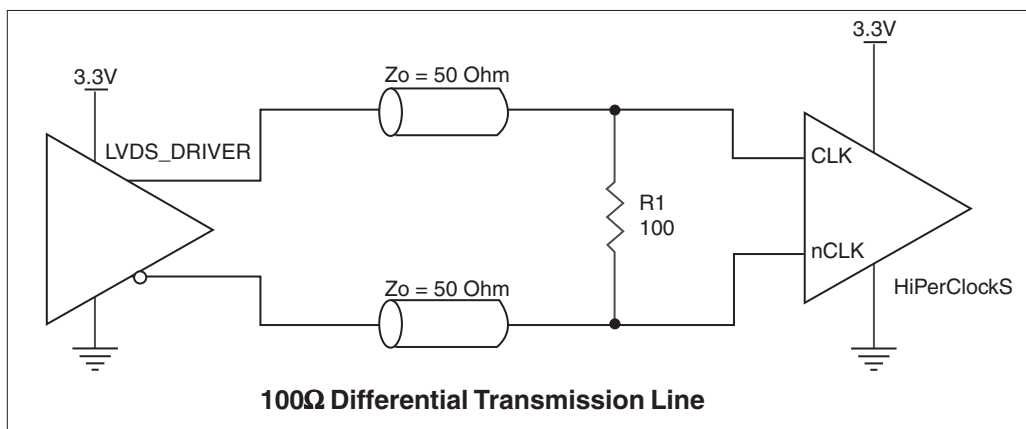 3.3V
Zo = 50 Ohm
3.3V
LVDS_DRIVER
CLK
R1
100
nCLK
Zo = 50 Ohm
HiPerClockS
100Ω Differential Transmission Line